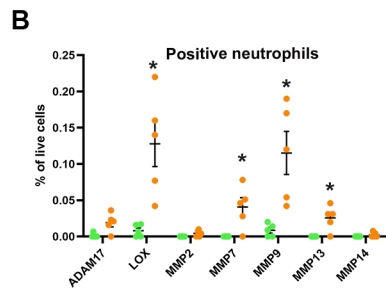 B
Positive neutrophils
% of live cells
0.25
0.20
0.15
0.10
0.05
0.00
*
*
*
*
ADAM17
LOX
MMP2
MMP7
MMP9
MMP13
MMP14